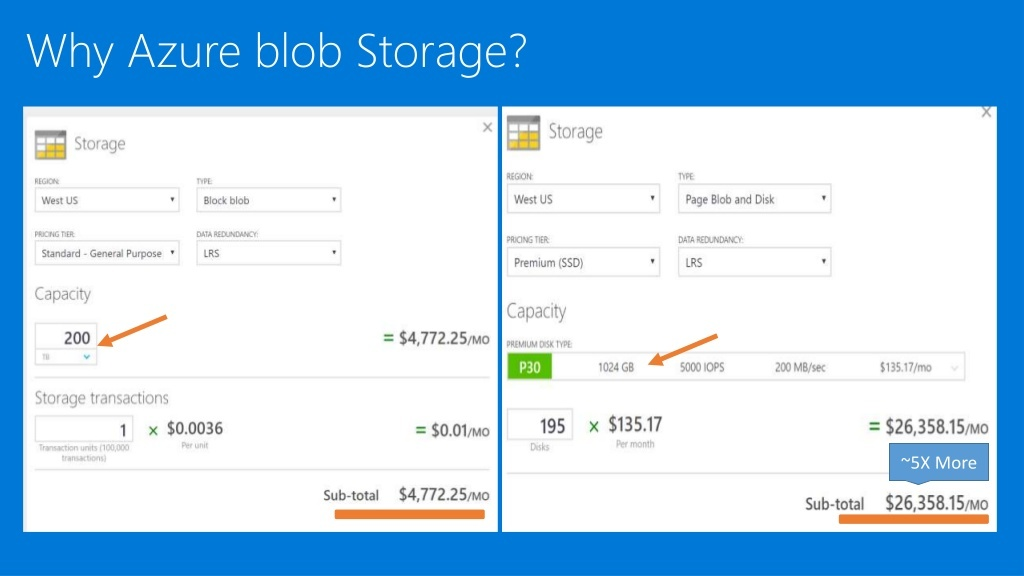 Why Azure blob Storage?
Storage
REGION:
TYPE:
West US
Block blob
PRICING TIER:
DATA REDUNDANCY:
Standard - General Purpose
LRS
Capacity
200
TB
= $4,772.25/MO
Storage transactions
1
× $0.0036
= $0.01/MO
Transaction units (100,000
transactions)
Per unit
Sub-total $4,772.25/MO
Storage
REGION:
TYPE:
West US
Page Blob and Disk
PRICING TIER:
DATA REDUNDANCY:
Premium (SSD)
LRS
Capacity
PREMIUM DISK TYPE:
P30 1024 GB 5000 IOPS 200 MB/sec $135.17/mo
195 × $135.17 = $26,358.15/MO
Disks
Per month
~5X More
Sub-total $26,358.15/MO